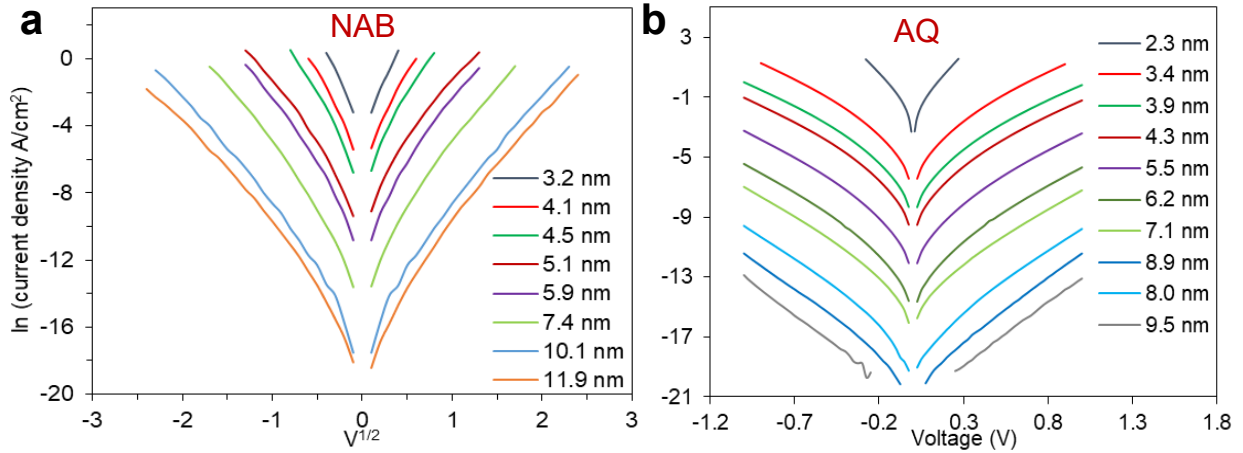 a
NAB
ln (current density A/cm²)
0
-4
-8
-12
-16
-20
3.2 nm
4.1 nm
4.5 nm
5.1 nm
5.9 nm
7.4 nm
10.1 nm
11.9 nm
-3 -2 -1 0 1 2 3
V^{1/2}
b
AQ
3
-1
-5
-9
-13
-17
-21
2.3 nm
3.4 nm
3.9 nm
4.3 nm
5.5 nm
6.2 nm
7.1 nm
8.9 nm
8.0 nm
9.5 nm
-1.2 -0.7 -0.2 0.3 0.8 1.3 1.8
Voltage (V)